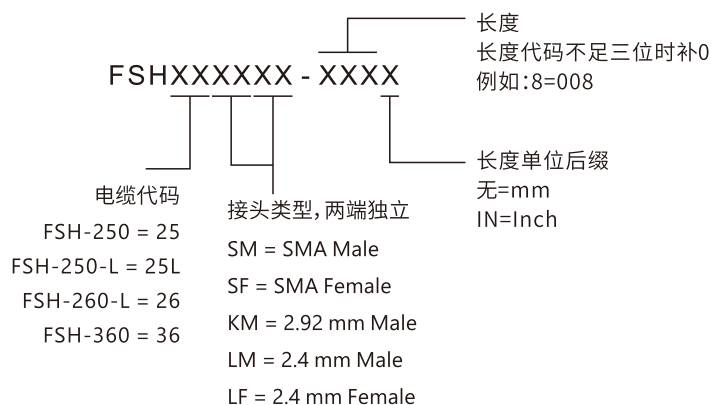 长度
长度代码不足三位时补0
例如:8=008
FSHXXXXXX - XXXX
长度单位后缀
无=mm
IN=Inch
电缆代码
FSH-250 = 25
FSH-250-L = 25L
FSH-260-L = 26
FSH-360 = 36
接头类型，两端独立
SM = SMA Male
SF = SMA Female
KM = 2.92 mm Male
LM = 2.4 mm Male
LF = 2.4 mm Female